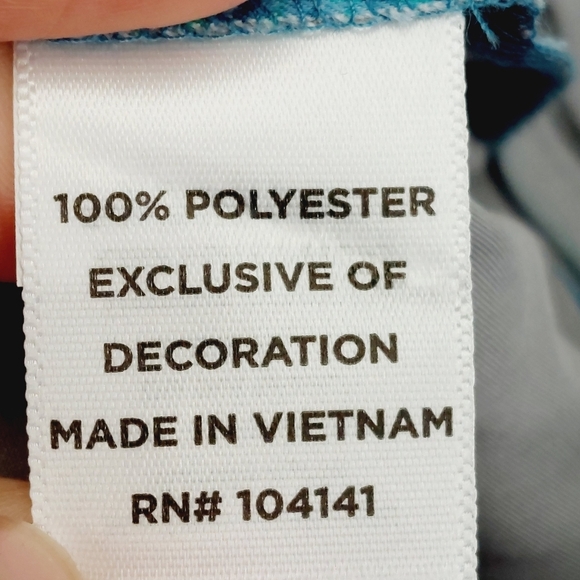 100% POLYESTER
EXCLUSIVE OF
DECORATION
MADE IN VIETNAM
RN# 104141